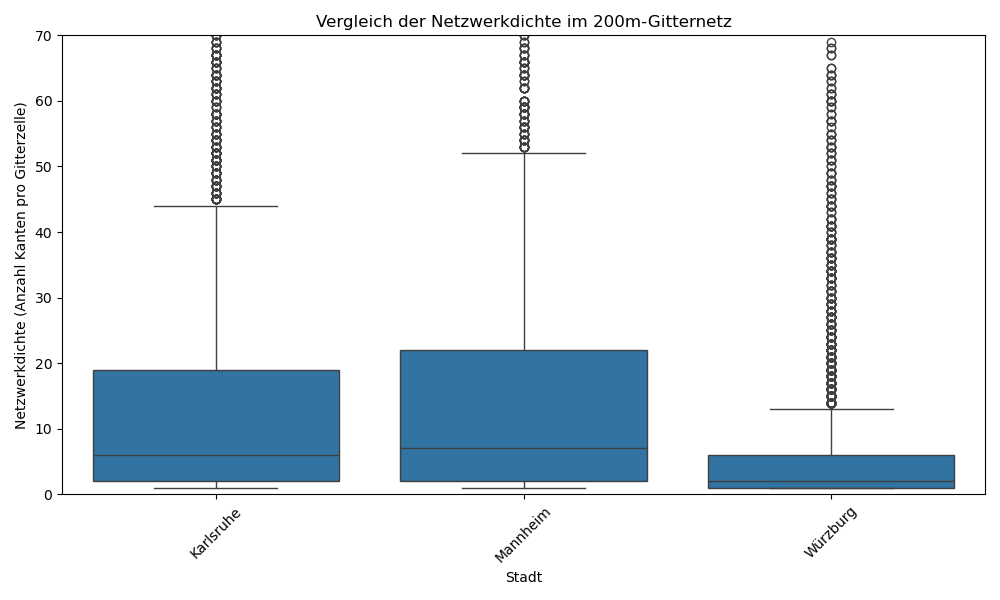 Vergleich der Netzwerkdichte im 200m-Gitternetz
Netzwerkdichte (Anzahl Kanten pro Gitterzelle)
70
60
50
40
30
20
10
0
Karlsruhe
Mannheim
Würzburg
Stadt